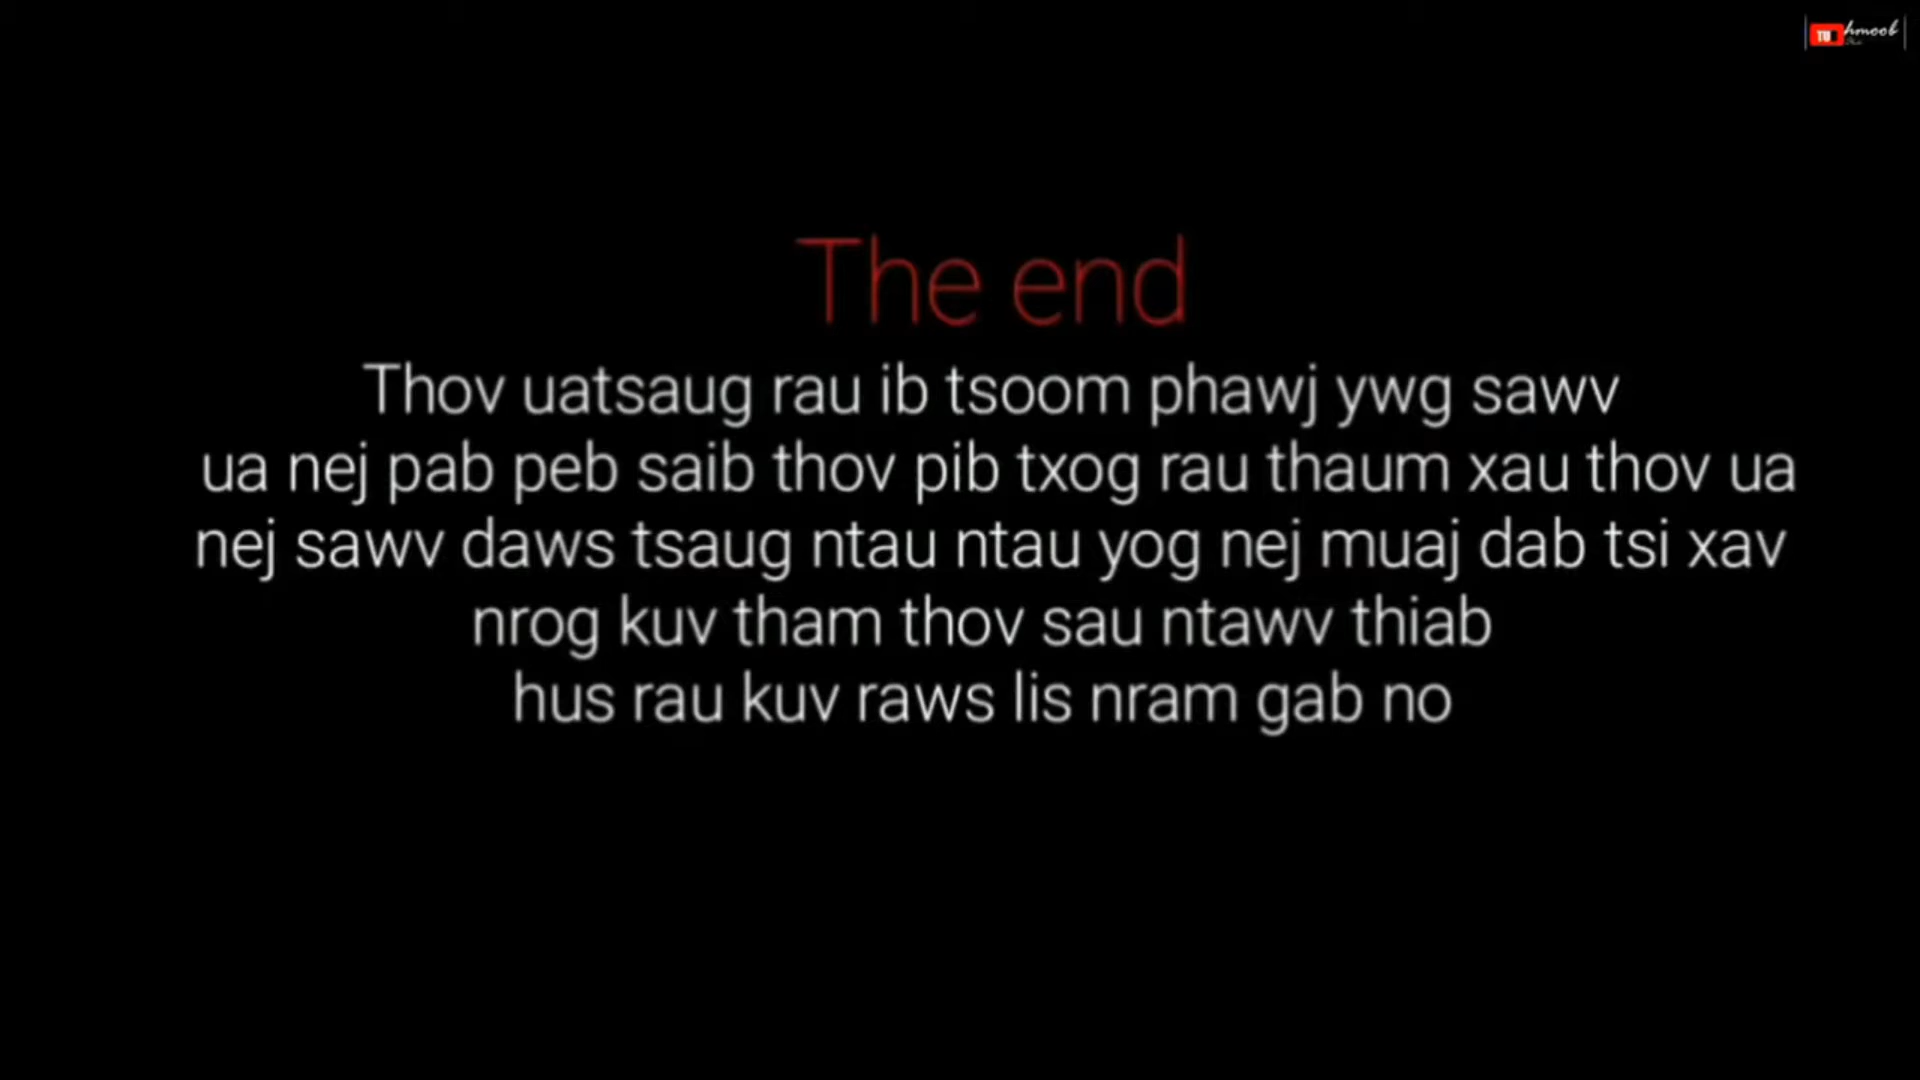 hmoob
The end
Thov uatsaug rau ib tsoom phawj ywg sawv
ua nej pab peb saib thov pib txog rau thaum xau thov ua
nej sawv daws tsaug ntau ntau yog nej muaj dab tsi xav
nrog kuv tham thov sau ntawv thiab
hus rau kuv raws lis nram gab no